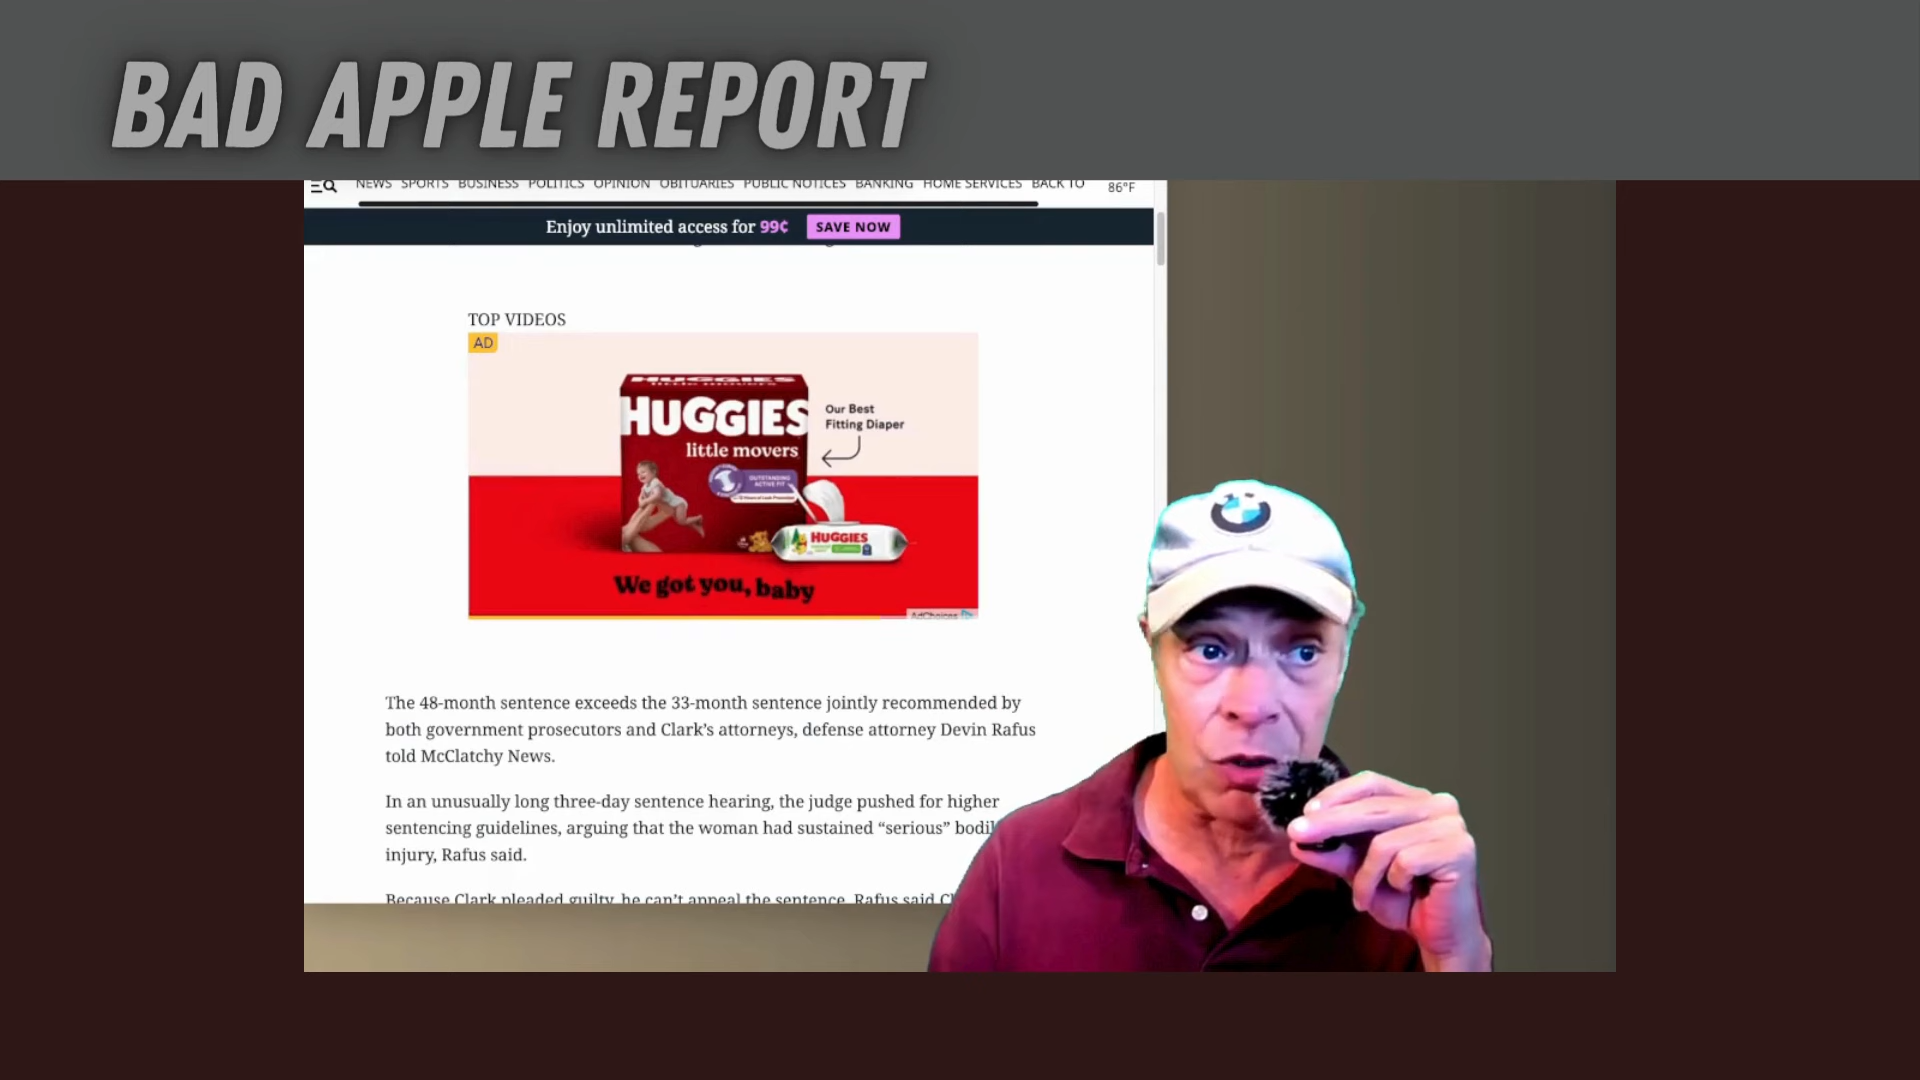 BAD APPLE REPORT
NEWS SPORTS BUSINESS POLITICS OPINION OBITUARIES PUBLIC NOTICES BANKING HOME SERVICES BACK TO
86°F
Enjoy unlimited access for 99¢ SAVE NOW
TOP VIDEOS
AD
HUGGIES
little movers
Our Best
Fitting Diaper
OUTSTANDING
ACTIVE FIT
HUGGIES
We got you, baby
AdChoices
The 48-month sentence exceeds the 33-month sentence jointly recommended by
both government prosecutors and Clark’s attorneys, defense attorney Devin Rafus
told McClatchy News.
In an unusually long three-day sentence hearing, the judge pushed for higher
sentencing guidelines, arguing that the woman had sustained “serious” bodil
injury, Rafus said.
Because Clark pleaded guilty, he can’t appeal the sentence, Rafus said Cl